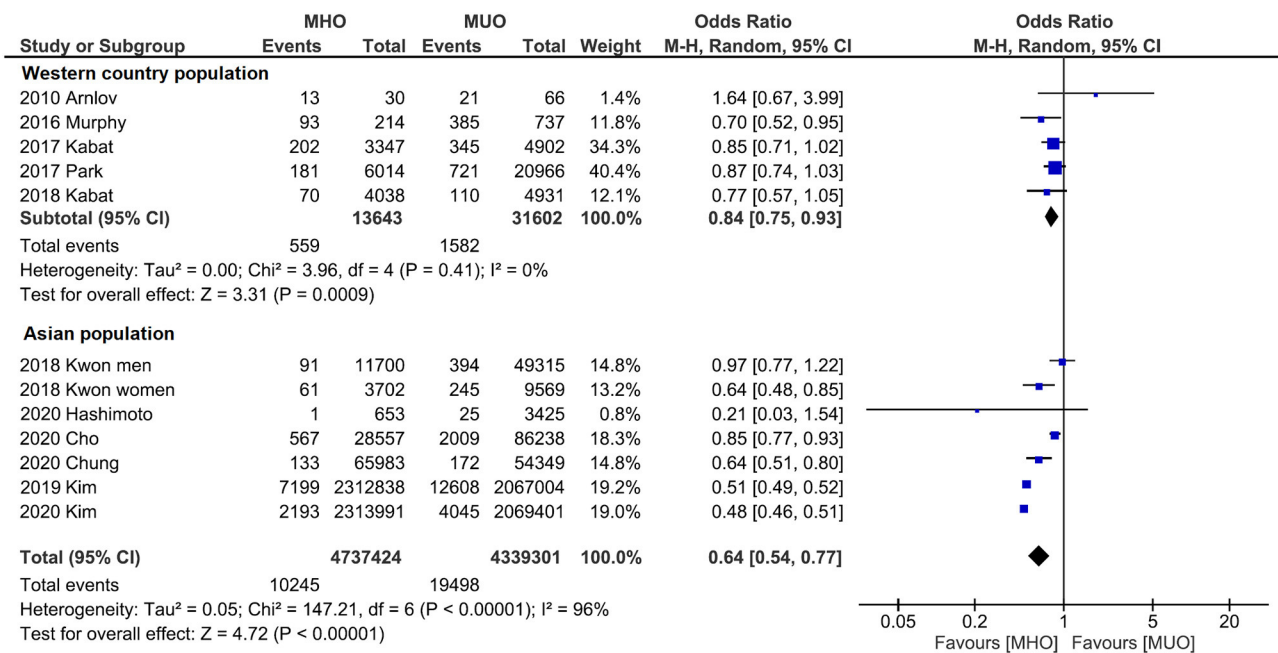 MHO MUO Odds Ratio Odds Ratio
Study or Subgroup Events Total Events Total Weight M-H, Random, 95% CI M-H, Random, 95% CI
Western country population
2010 Arnlov 13 30 21 66 1.4% 1.64 [0.67, 3.99]
2016 Murphy 93 214 385 737 11.8% 0.70 [0.52, 0.95]
2017 Kabat 202 3347 345 4902 34.3% 0.85 [0.71, 1.02]
2017 Park 181 6014 721 20966 40.4% 0.87 [0.74, 1.03]
2018 Kabat 70 4038 110 4931 12.1% 0.77 [0.57, 1.05]
Subtotal (95% CI) 13643 31602 100.0% 0.84 [0.75, 0.93]
Total events 559 1582
Heterogeneity: Tau² = 0.00; Chi² = 3.96, df = 4 (P = 0.41); I² = 0%
Test for overall effect: Z = 3.31 (P = 0.0009)
Asian population
2018 Kwon men 91 11700 394 49315 14.8% 0.97 [0.77, 1.22]
2018 Kwon women 61 3702 245 9569 13.2% 0.64 [0.48, 0.85]
2020 Hashimoto 1 653 25 3425 0.8% 0.21 [0.03, 1.54]
2020 Cho 567 28557 2009 86238 18.3% 0.85 [0.77, 0.93]
2020 Chung 133 65983 172 54349 14.8% 0.64 [0.51, 0.80]
2019 Kim 7199 2312838 12608 2067004 19.2% 0.51 [0.49, 0.52]
2020 Kim 2193 2313991 4045 2069401 19.0% 0.48 [0.46, 0.51]
Total (95% CI) 4737424 4339301 100.0% 0.64 [0.54, 0.77]
Total events 10245 19498
Heterogeneity: Tau² = 0.05; Chi² = 147.21, df = 6 (P < 0.00001); I² = 96%
Test for overall effect: Z = 4.72 (P < 0.00001)
0.05 0.2 1 5 20
Favours [MHO] Favours [MUO]